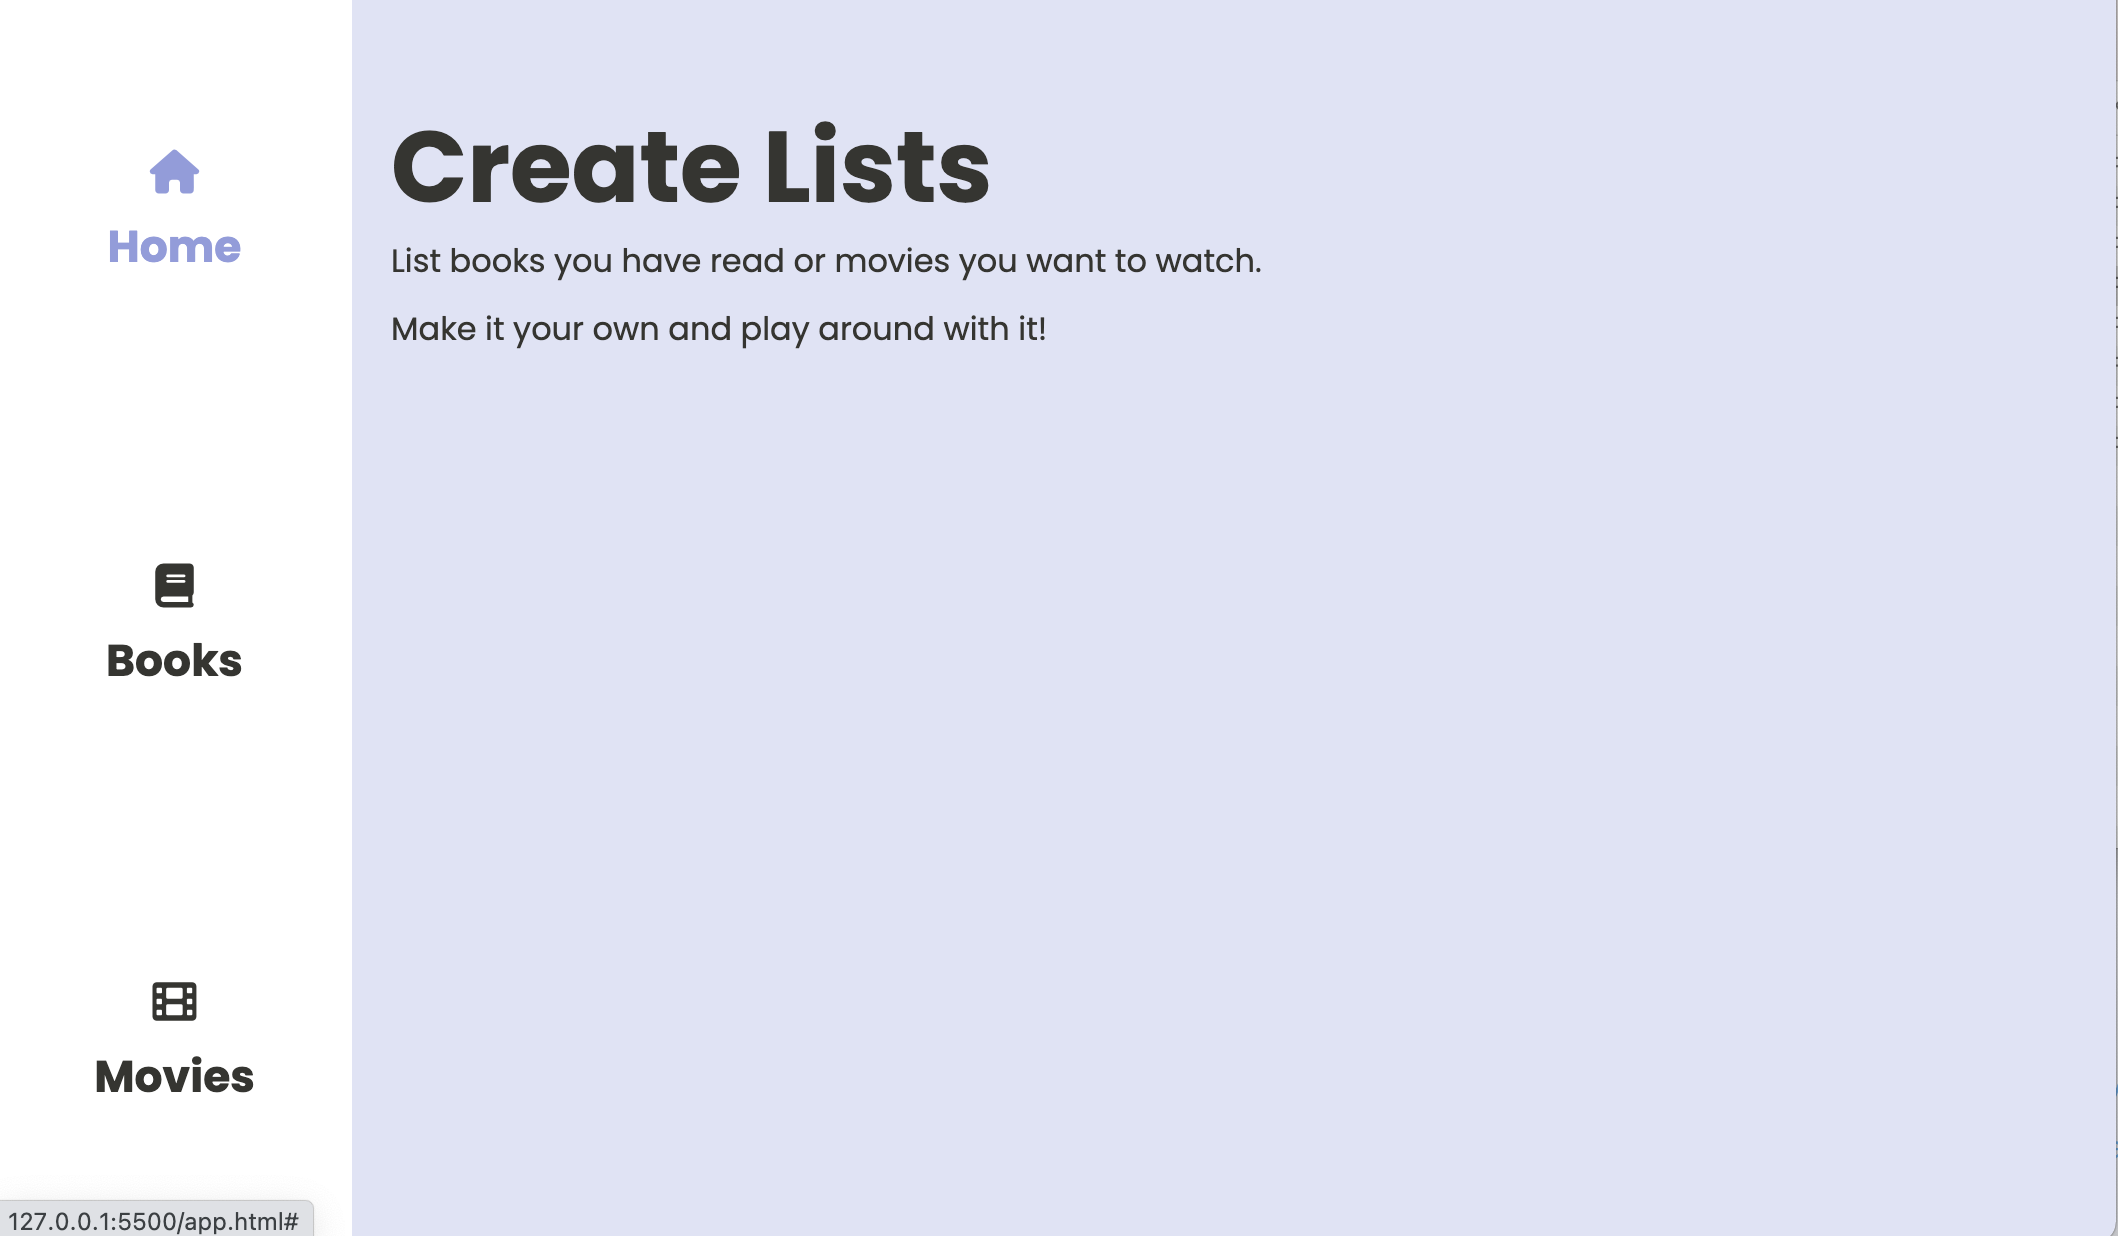 Home
Books
Movies
Create Lists
List books you have read or movies you want to watch.
Make it your own and play around with it!
127.0.0.1:5500/app.html#